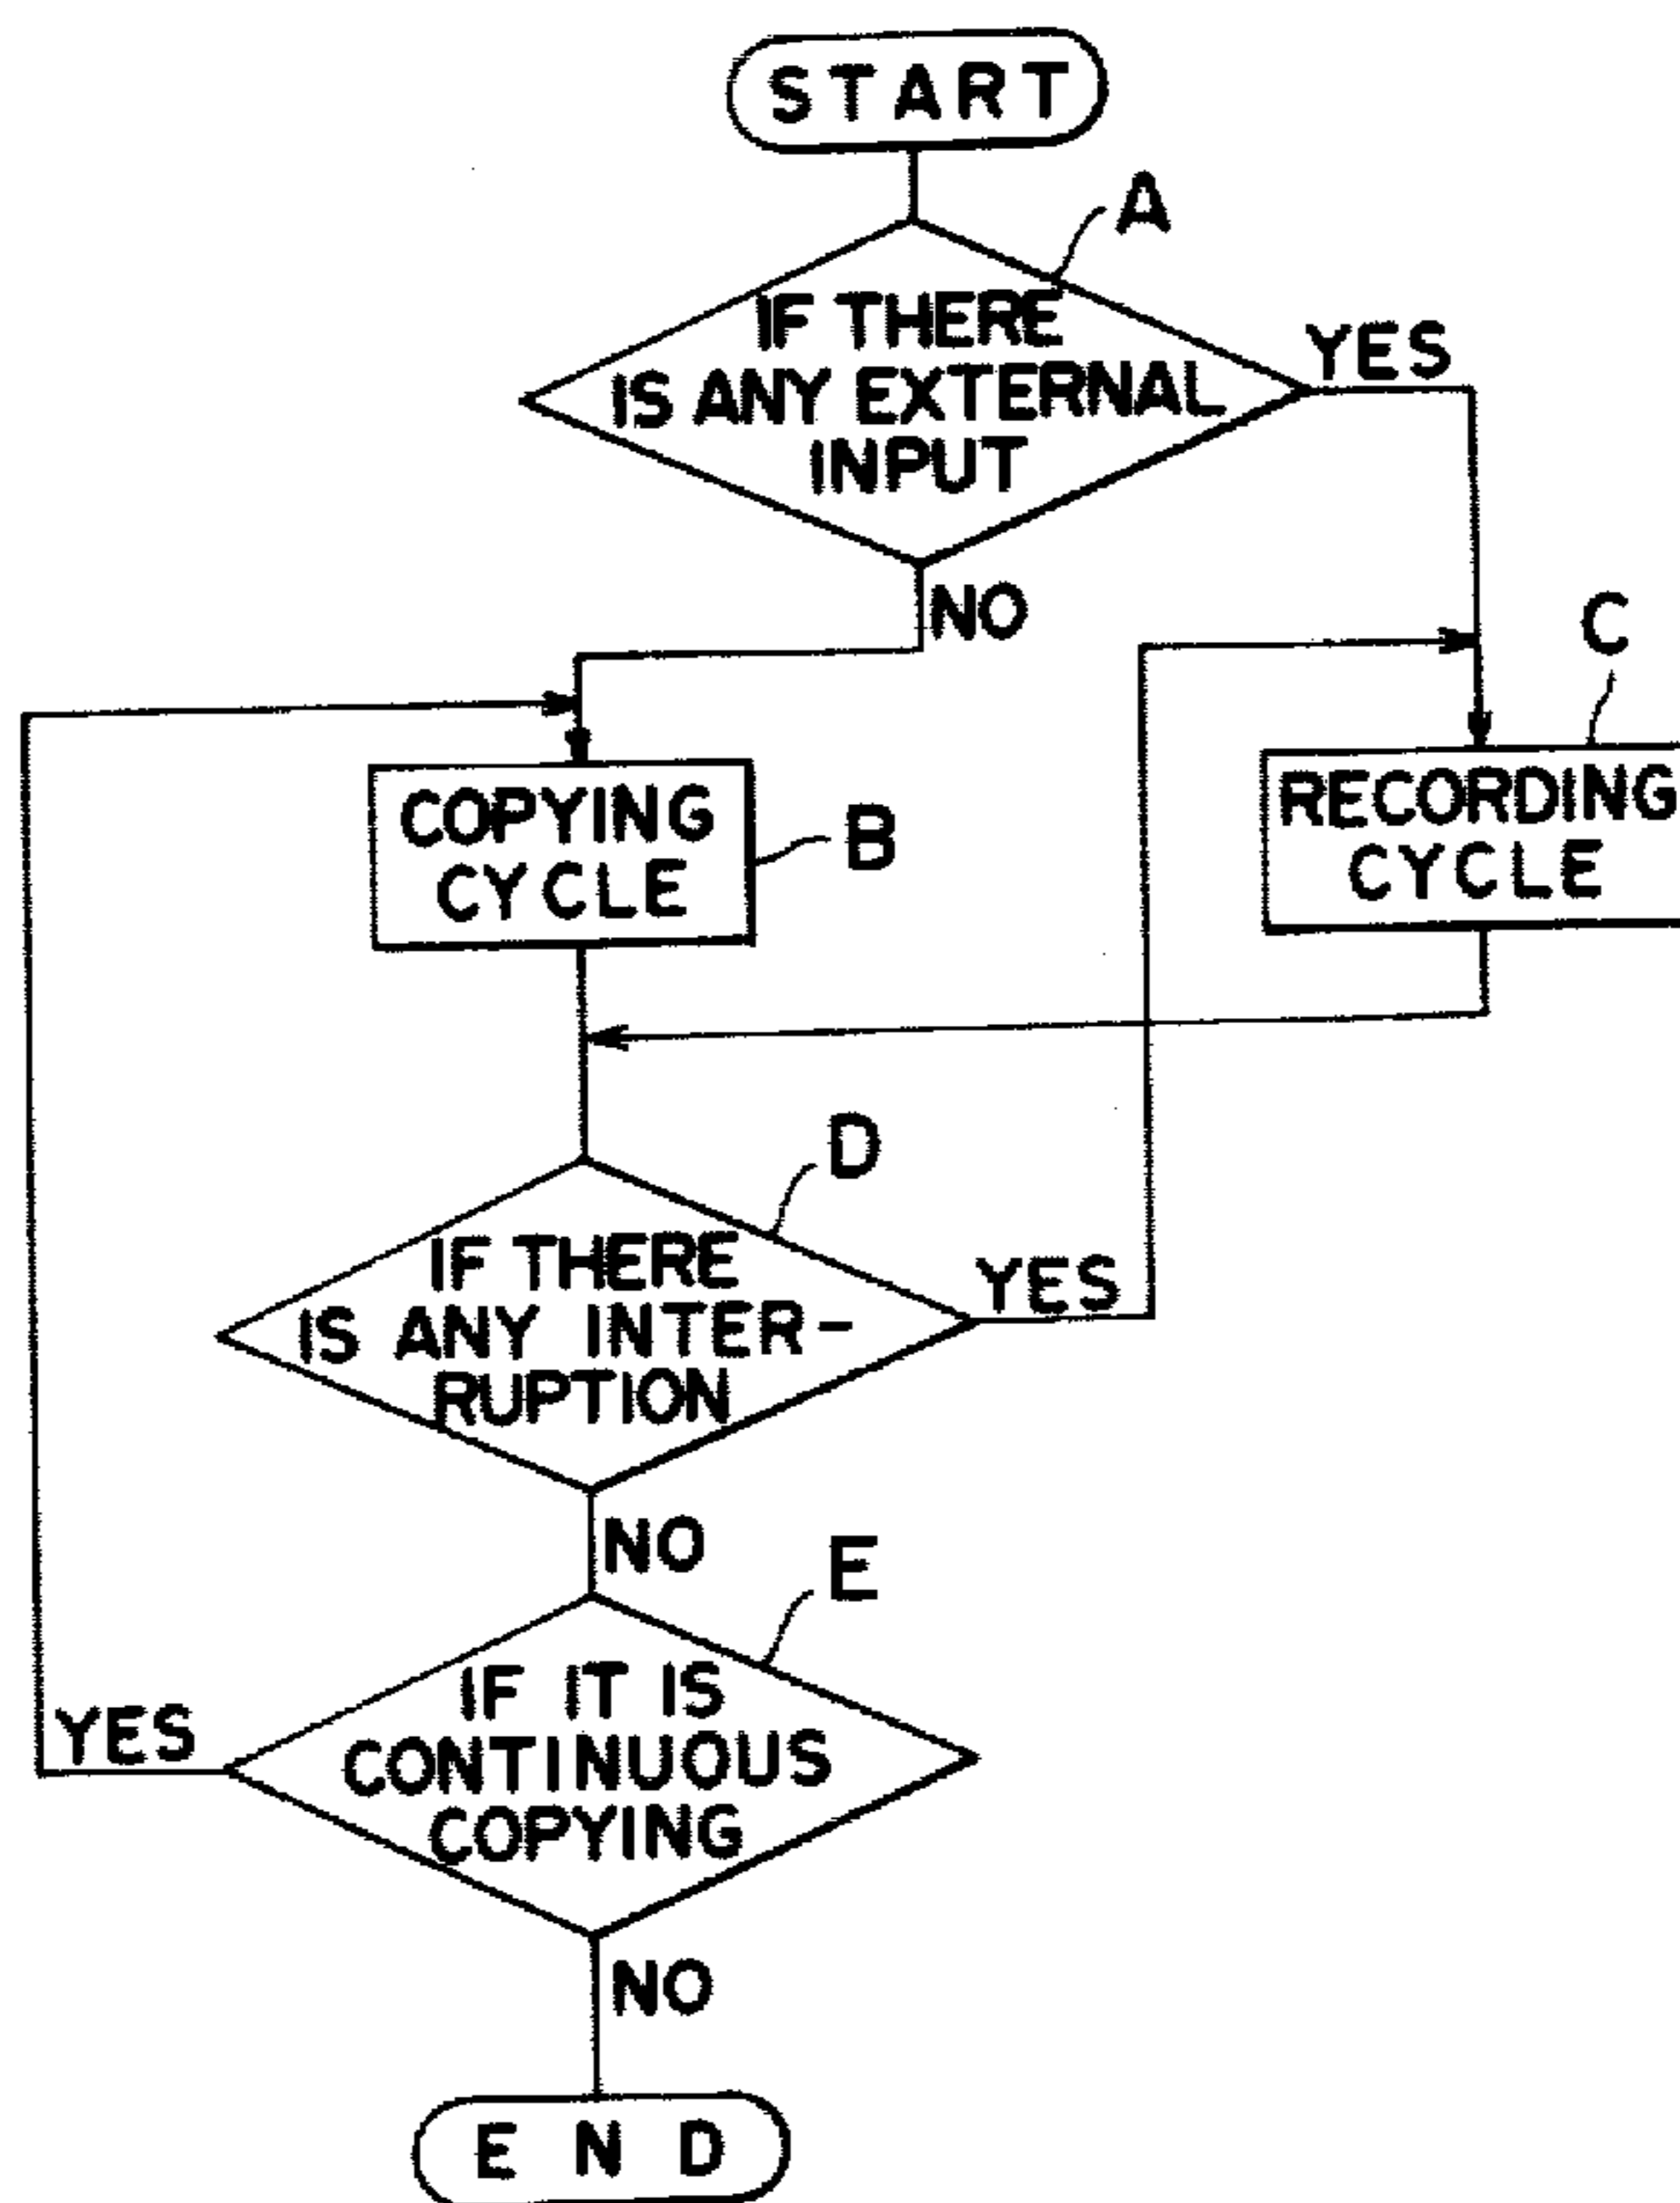 START
A
IF THERE
IS ANY EXTERNAL
INPUT
YES
NO
C
COPYING
CYCLE
B
RECORDING
CYCLE
D
IF THERE
IS ANY INTER-
RUPTION
YES
NO
E
IF IT IS
CONTINUOUS
COPYING
YES
NO
END